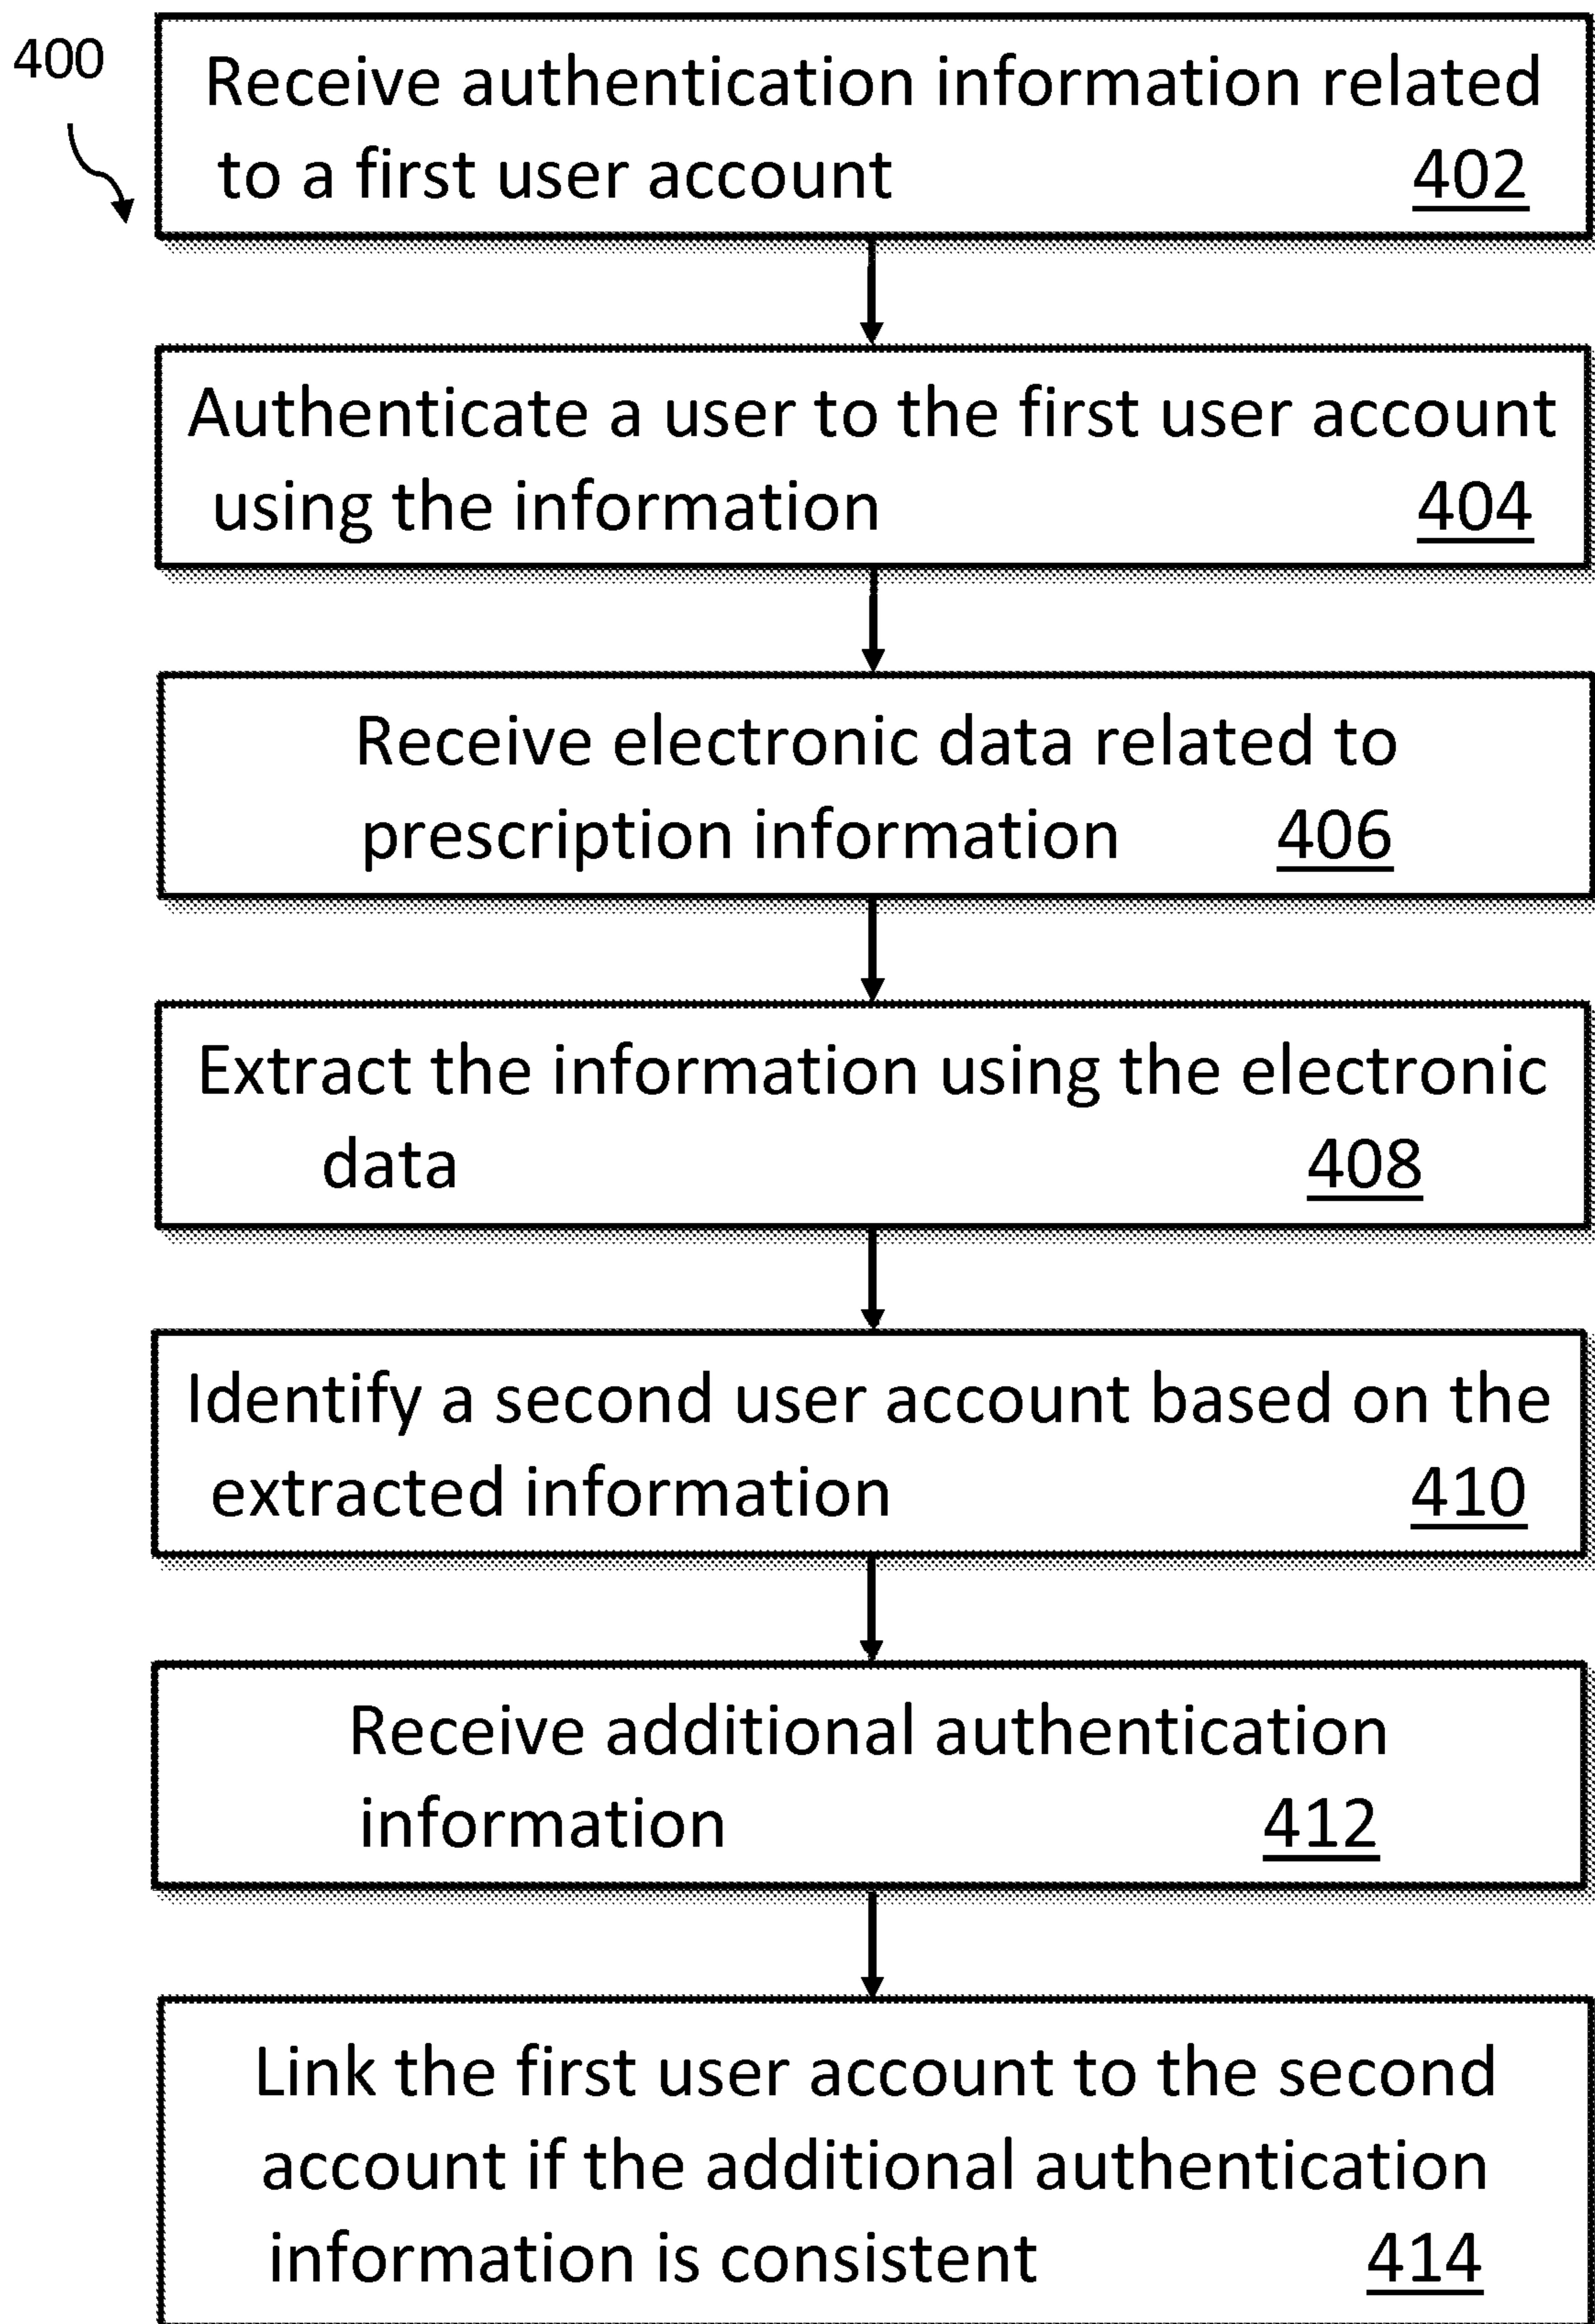 400
Receive authentication information related
to a first user account 402
Authenticate a user to the first user account
using the information 404
Receive electronic data related to
prescription information 406
Extract the information using the electronic
data 408
Identify a second user account based on the
extracted information 410
Receive additional authentication
information 412
Link the first user account to the second
account if the additional authentication
information is consistent 414